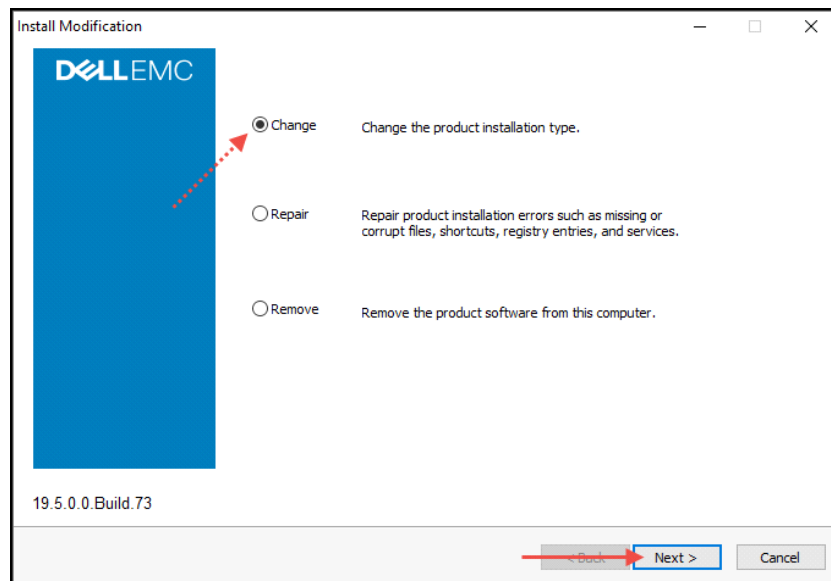 Install Modification
DELLEMC
Change
Change the product installation type.
Repair
Repair product installation errors such as missing or
corrupt files, shortcuts, registry entries, and services.
Remove
Remove the product software from this computer.
19.5.0.0.Build.73
< Back
Next >
Cancel